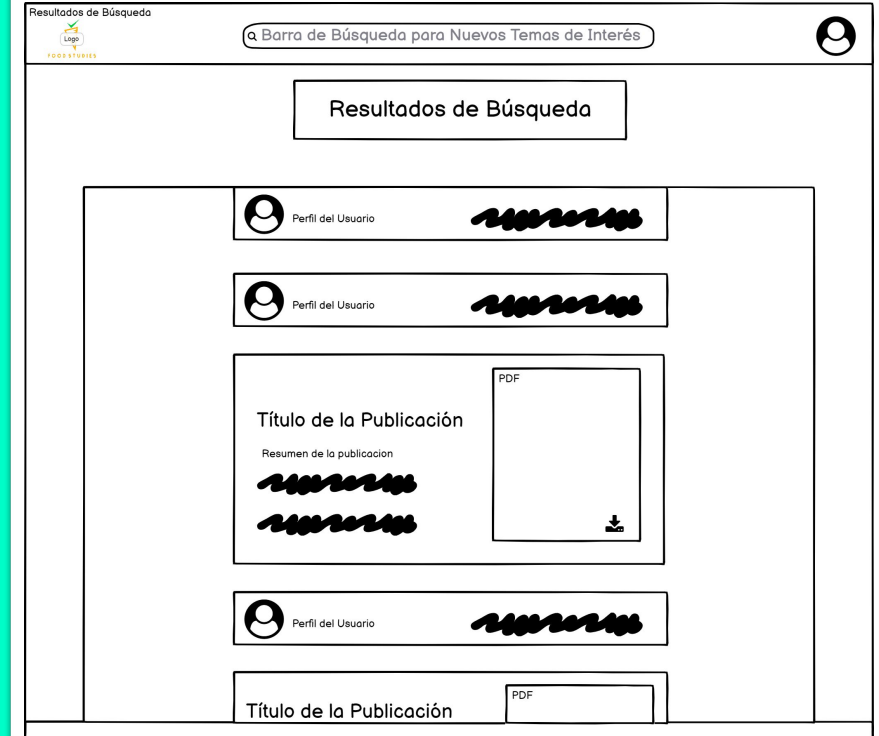 Resultados de Búsqueda
Logo
FOOD STUDIES
Barra de Búsqueda para Nuevos Temas de Interés
Resultados de Búsqueda
Perfil del Usuario
Perfil del Usuario
PDF
Título de la Publicación
Resumen de la publicacion
Perfil del Usuario
PDF
Título de la Publicación